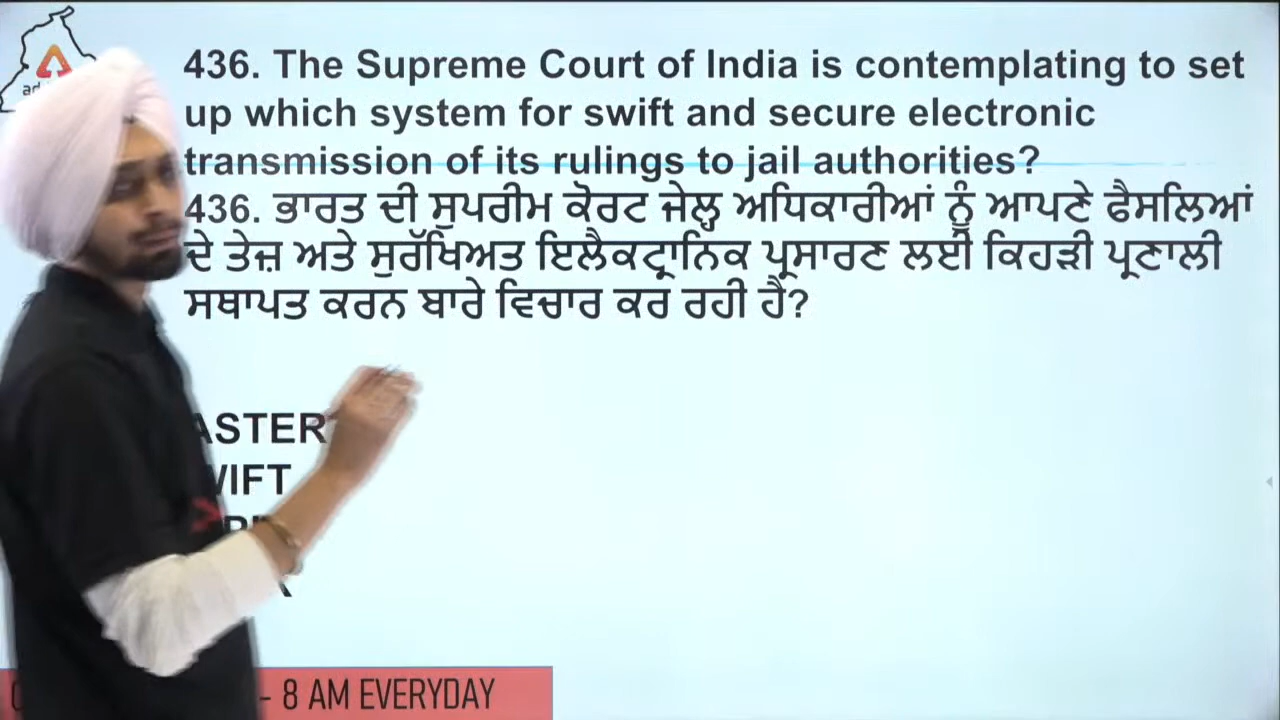 436. The Supreme Court of India is contemplating to set
up which system for swift and secure electronic
transmission of its rulings to jail authorities?
436. ਭਾਰਤ ਦੀ ਸੁਪਰੀਮ ਕੋਰਟ ਜੇਲ੍ਹ ਅਧਿਕਾਰੀਆਂ ਨੂੰ ਆਪਣੇ ਫੈਸਲਿਆਂ
ਦੇ ਤੇਜ਼ ਅਤੇ ਸੁਰੱਖਿਅਤ ਇਲੈਕਟ੍ਰਾਨਿਕ ਪ੍ਰਸਾਰਣ ਲਈ ਕਿਹੜੀ ਪ੍ਰਣਾਲੀ
ਸਥਾਪਤ ਕਰਨ ਬਾਰੇ ਵਿਚਾਰ ਕਰ ਰਹੀ ਹੈ?
ASTER
WIFT
- 8 AM EVERYDAY